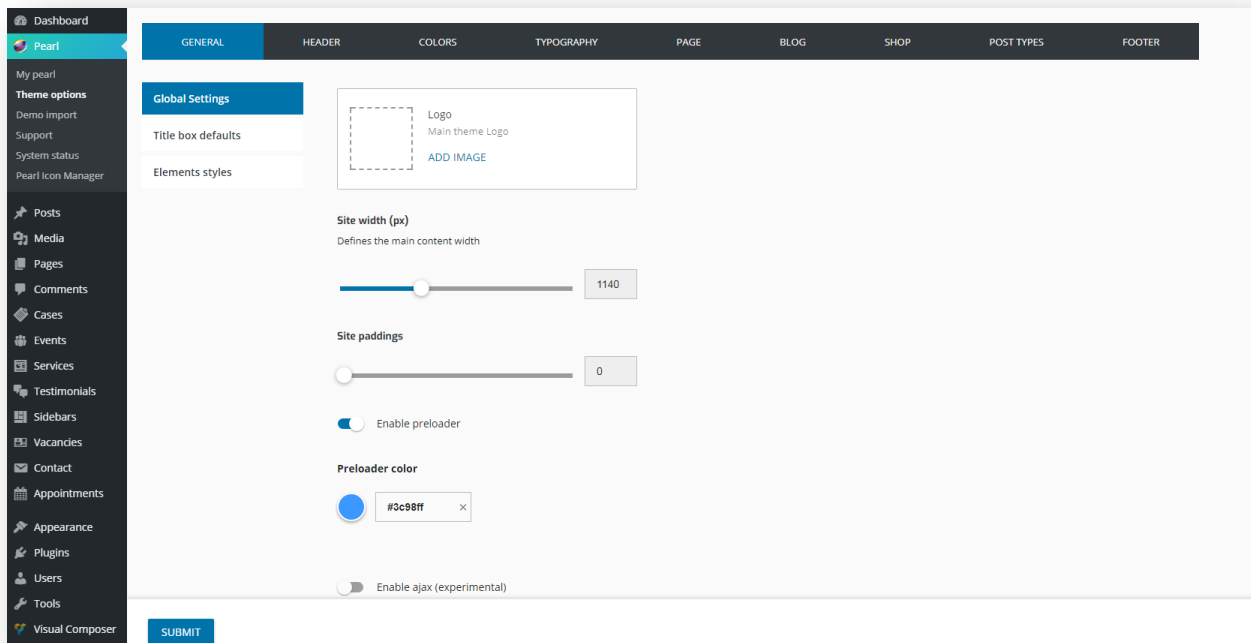 Dashboard
Pearl
My pearl
Theme options
Demo import
Support
System status
Pearl Icon Manager
Posts
Media
Pages
Comments
Cases
Events
Services
Testimonials
Sidebars
Vacancies
Contact
Appointments
Appearance
Plugins
Users
Tools
Visual Composer
GENERAL HEADER COLORS TYPOGRAPHY PAGE BLOG SHOP POST TYPES FOOTER
Global Settings
Title box defaults
Elements styles
Logo
Main theme Logo
ADD IMAGE
Site width (px)
Defines the main content width
1140
Site paddings
0
Enable preloader
Preloader color
#3c98ff ×
Enable ajax (experimental)
SUBMIT